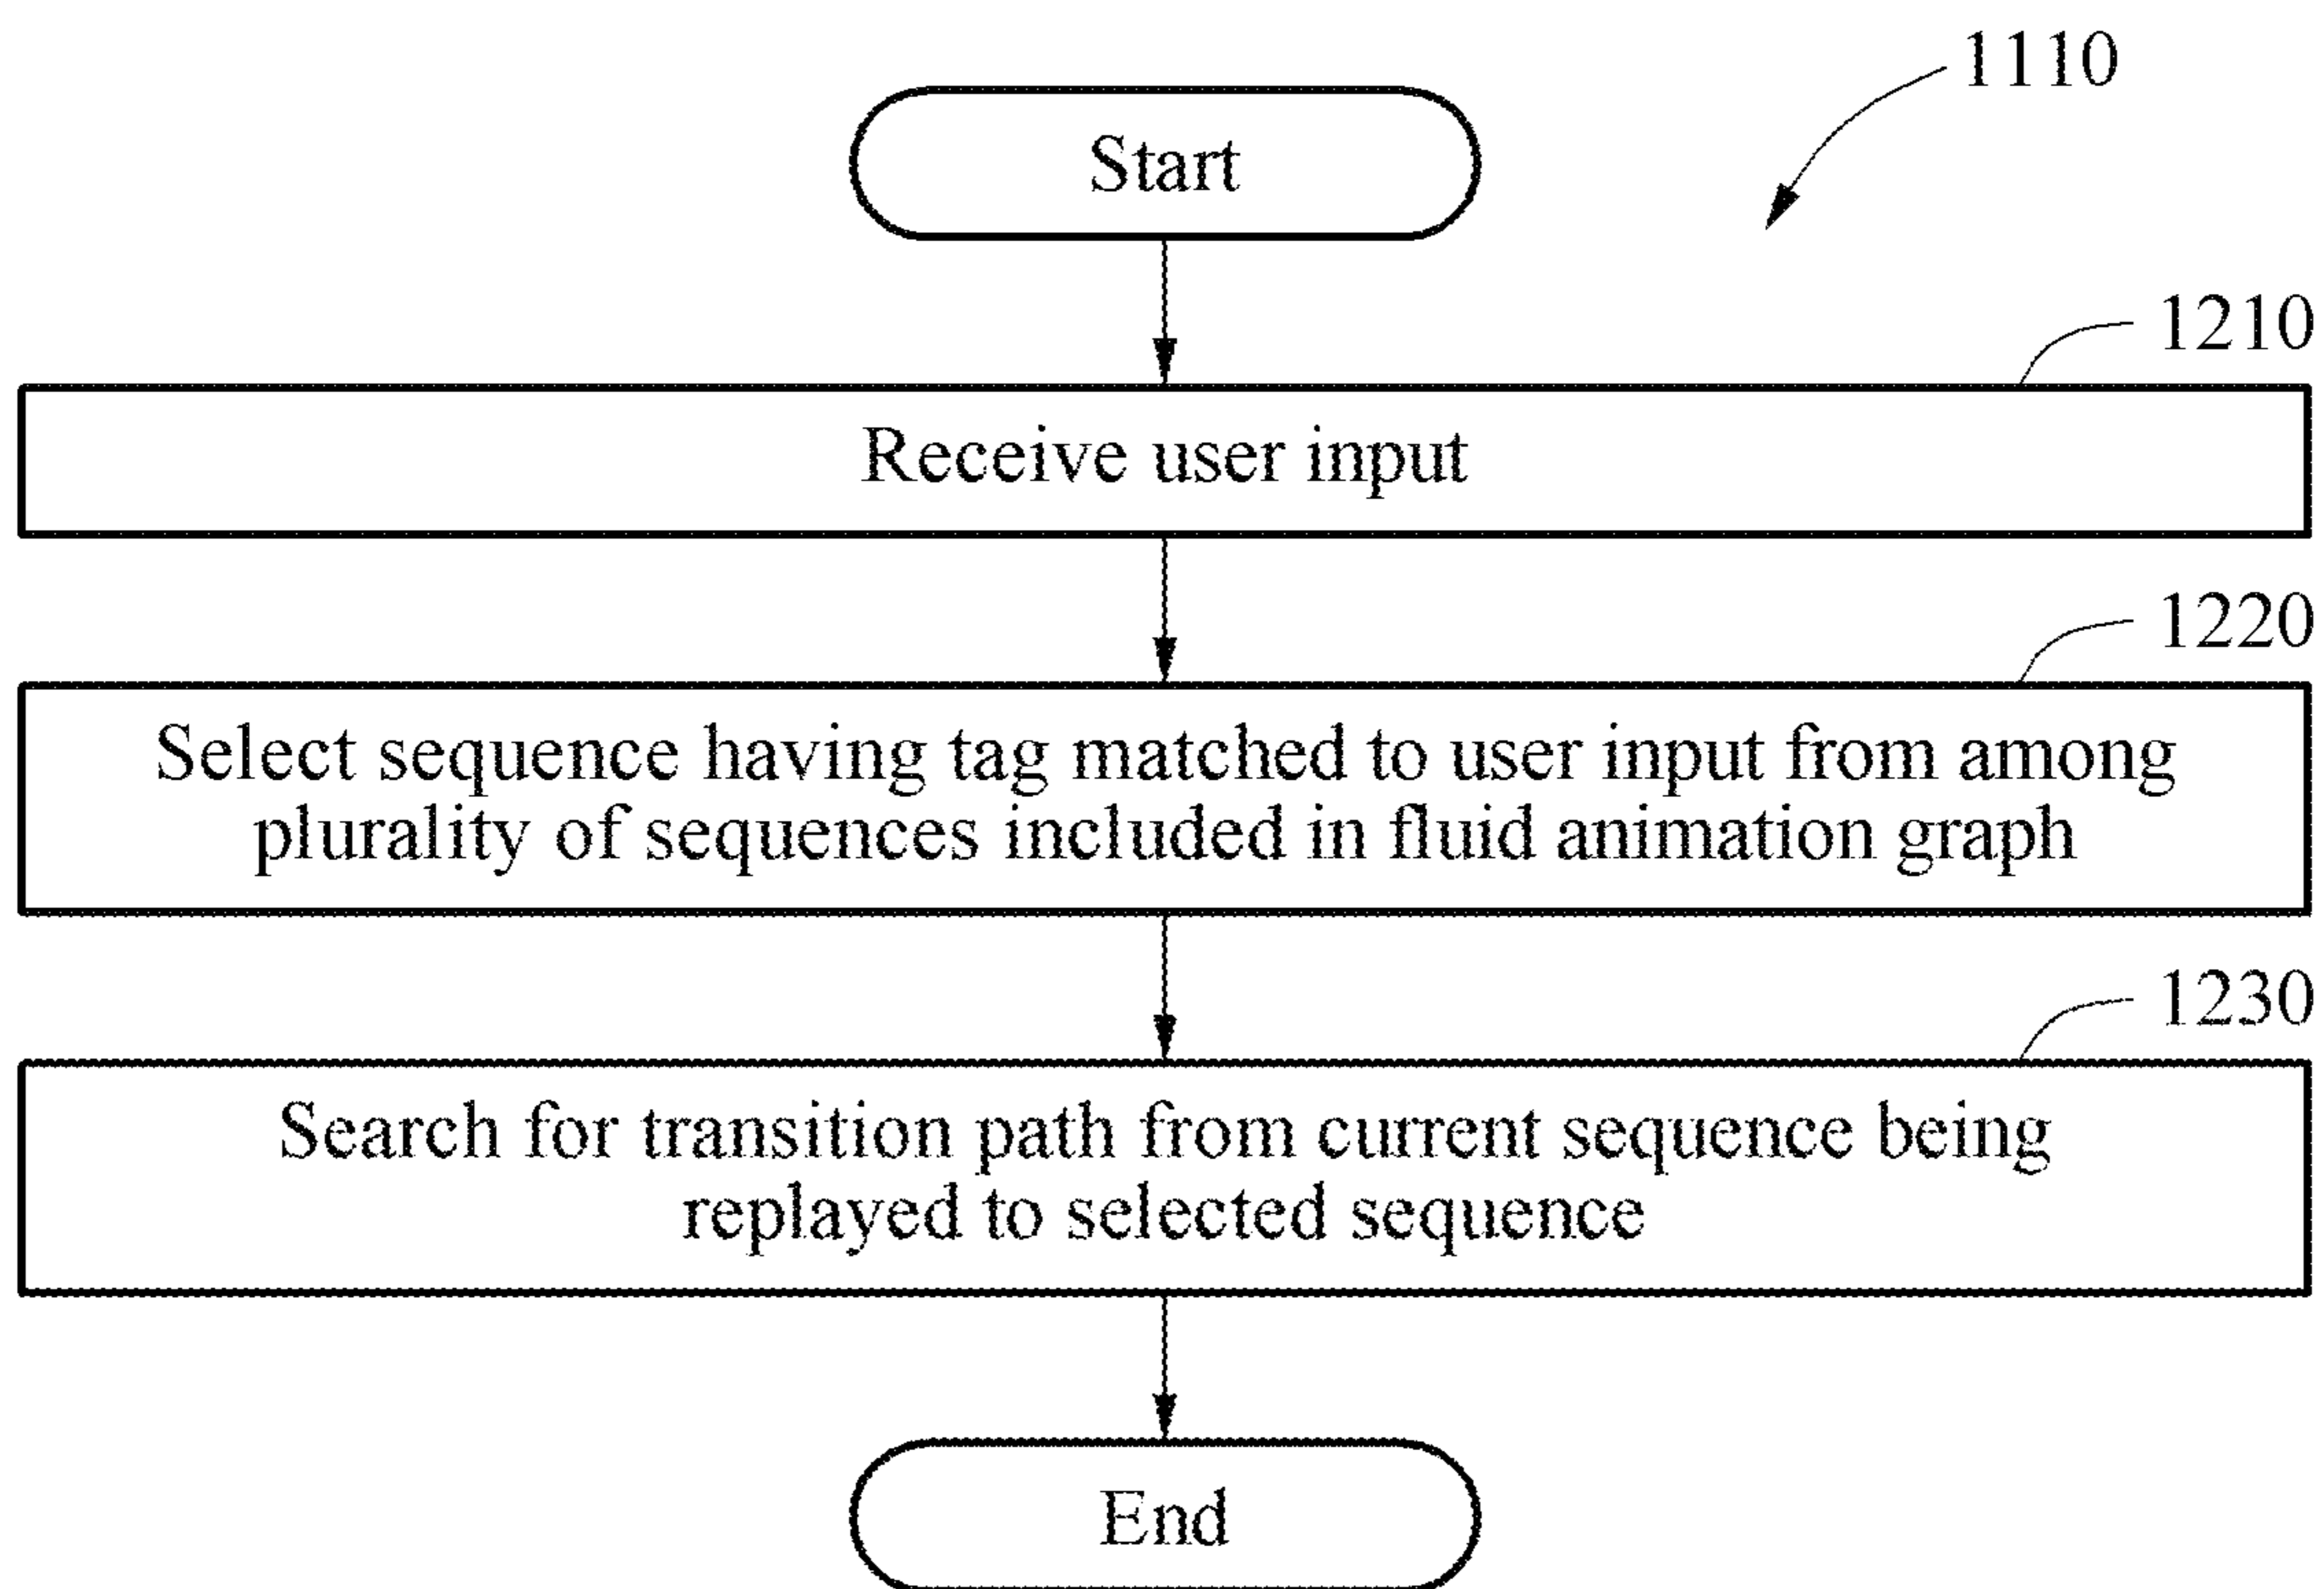 1110
Start
1210
Receive user input
1220
Select sequence having tag matched to user input from among
plurality of sequences included in fluid animation graph
1230
Search for transition path from current sequence being
replayed to selected sequence
End